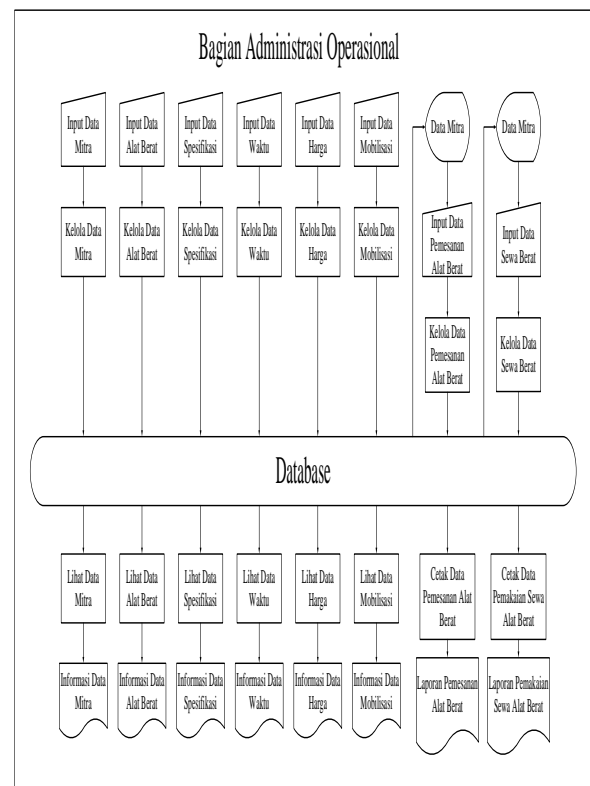 Bagian Administrasi Operasional
Input Data
Mitra
Input Data
Alat Berat
Input Data
Spesifikasi
Input Data
Waktu
Input Data
Harga
Input Data
Mobilisasi
Data Mitra
Data Mitra
Kelola Data
Mitra
Kelola Data
Alat Berat
Kelola Data
Spesifikasi
Kelola Data
Waktu
Kelola Data
Harga
Kelola Data
Mobilisasi
Input Data
Pemesanan
Alat Berat
Input Data
Sewa Berat
Kelola Data
Pemesanan
Alat Berat
Kelola Data
Sewa Berat
Database
Lihat Data
Mitra
Lihat Data
Alat Berat
Lihat Data
Spesifikasi
Lihat Data
Waktu
Lihat Data
Harga
Lihat Data
Mobilisasi
Cetak Data
Pemesanan Alat
Berat
Cetak Data
Pemakaian Sewa
Alat Berat
Informasi Data
Mitra
Informasi Data
Alat Berat
Informasi Data
Spesifikasi
Informasi Data
Waktu
Informasi Data
Harga
Informasi Data
Mobilisasi
Laporan Pemesanan
Alat Berat
Laporan Pemakaian
Sewa Alat Berat